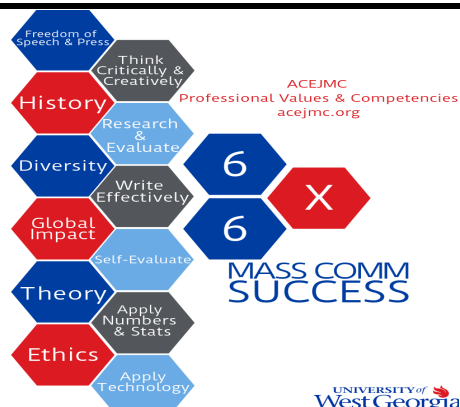 Freedom of
Speech & Press
Think
Critically &
Creatively
History
Research
&
Evaluate
Diversity
Write
Effectively
Global
Impact
Self-Evaluate
Theory
Apply
Numbers
& Stats
Ethics
Apply
Technology
ACEJMC
Professional Values & Competencies
acejmc.org
6
X
6
MASS COMM
SUCCESS
UNIVERSITY of
West Georgia